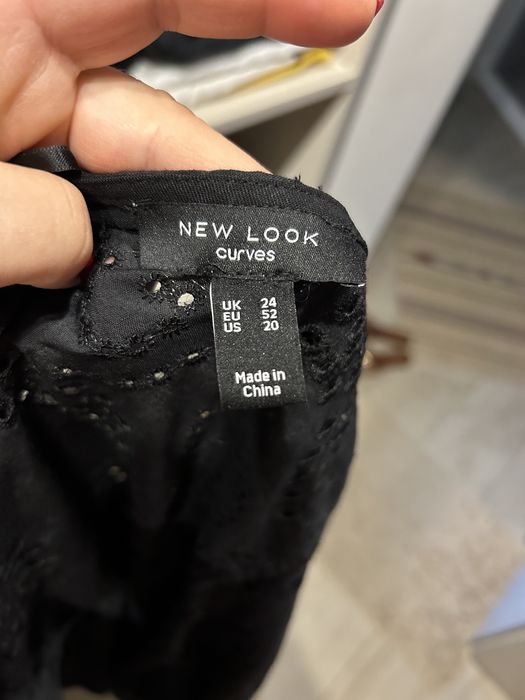 NEW LOOK
curves
UK 24
EU 52
US 20
Made in
China